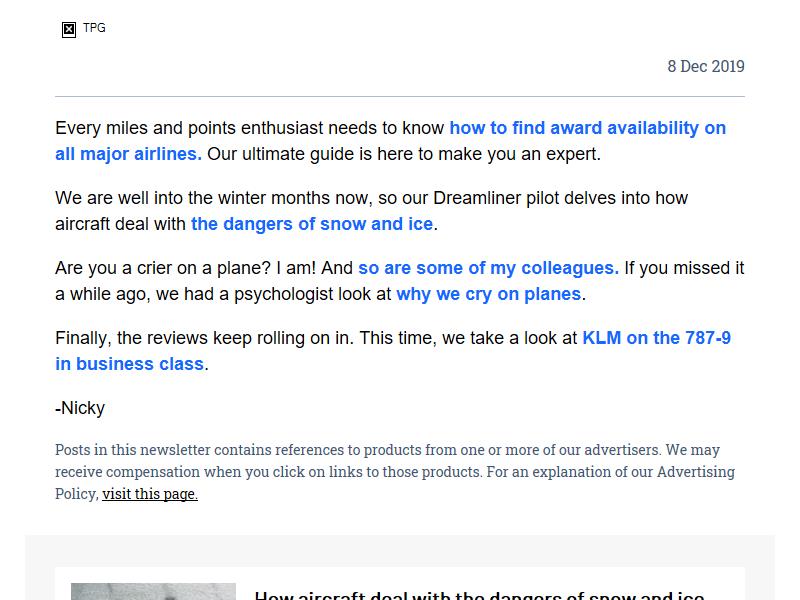 TPG
8 Dec 2019
Every miles and points enthusiast needs to know how to find award availability on
all major airlines. Our ultimate guide is here to make you an expert.
We are well into the winter months now, so our Dreamliner pilot delves into how
aircraft deal with the dangers of snow and ice.
Are you a crier on a plane? I am! And so are some of my colleagues. If you missed it
a while ago, we had a psychologist look at why we cry on planes.
Finally, the reviews keep rolling on in. This time, we take a look at KLM on the 787-9
in business class.
-Nicky
Posts in this newsletter contains references to products from one or more of our advertisers. We may
receive compensation when you click on links to those products. For an explanation of our Advertising
Policy, visit this page.
How aircraft deal with the dangers of snow and ice